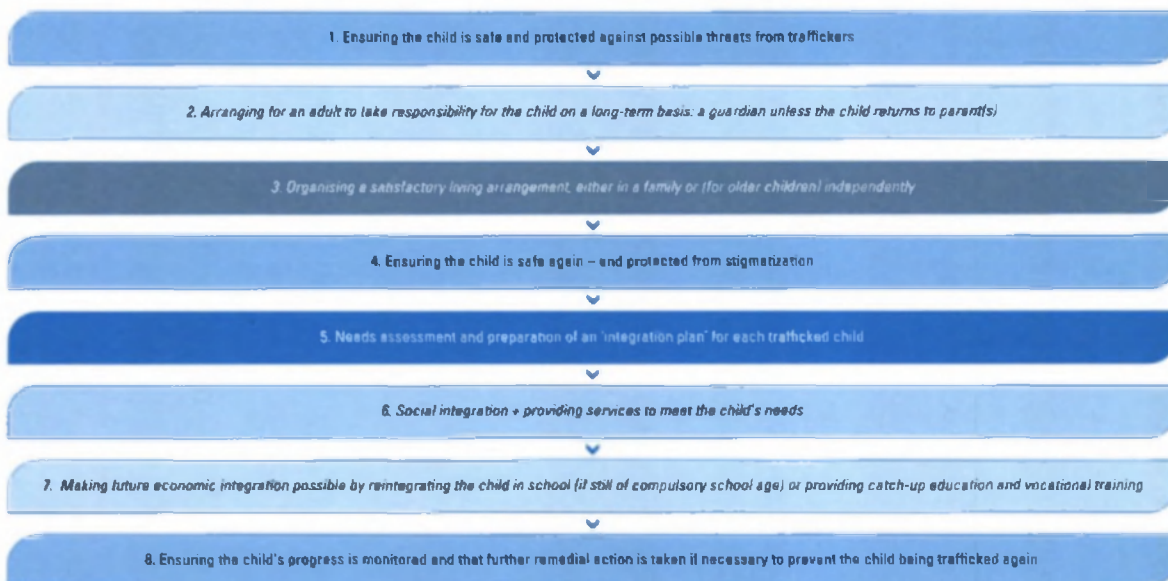 1. Ensuring the child is safe and protected against possible threats from traffickers
2. Arranging for an adult to take responsibility for the child on a long-term basis: a guardian unless the child returns to parent(s)
3. Organising a satisfactory living arrangement, either in a family or (for older children) independently
4. Ensuring the child is safe again – and protected from stigmatization
5. Needs assessment and preparation of an 'integration plan' for each trafficked child
6. Social integration + providing services to meet the child's needs
7. Making future economic integration possible by reintegrating the child in school (if still of compulsory school age) or providing catch-up education and vocational training
8. Ensuring the child's progress is monitored and that further remedial action is taken if necessary to prevent the child being trafficked again